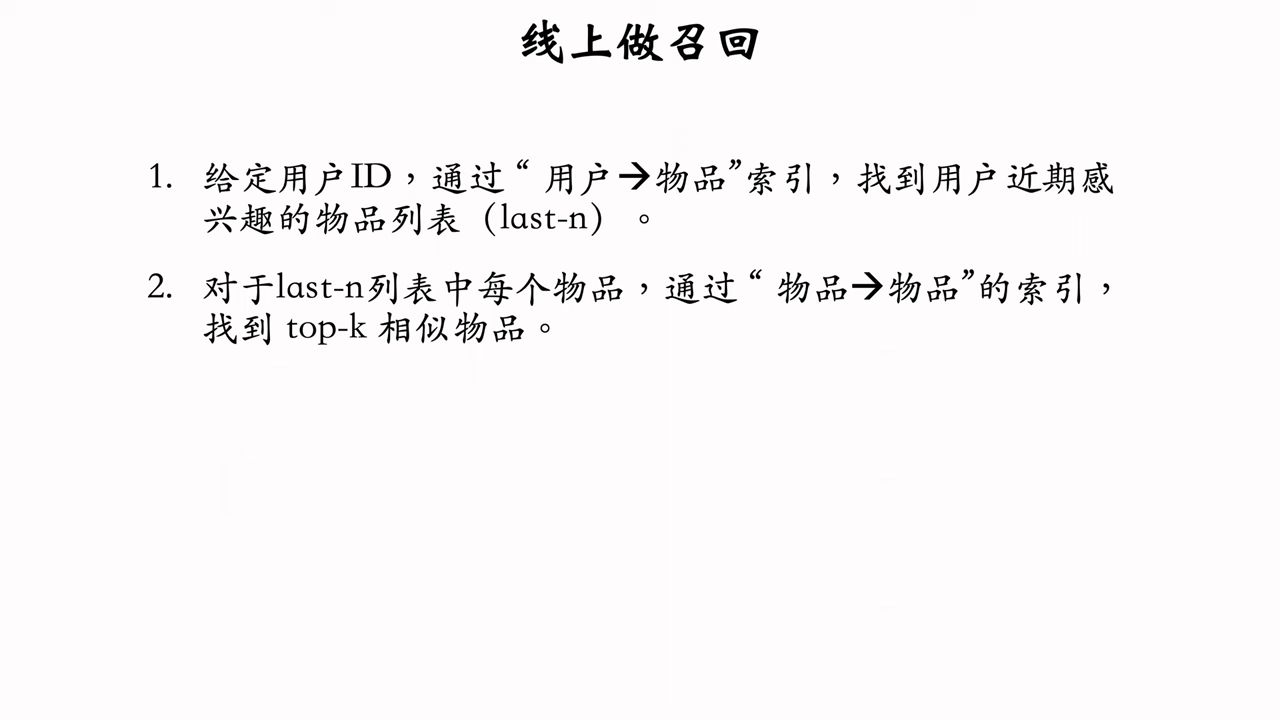 线上做召回
1. 给定用户ID，通过“用户→物品”索引，找到用户近期感
兴趣的物品列表（last-n）。
2. 对于last-n列表中每个物品，通过“物品→物品”的索引，
找到 top-k 相似物品。